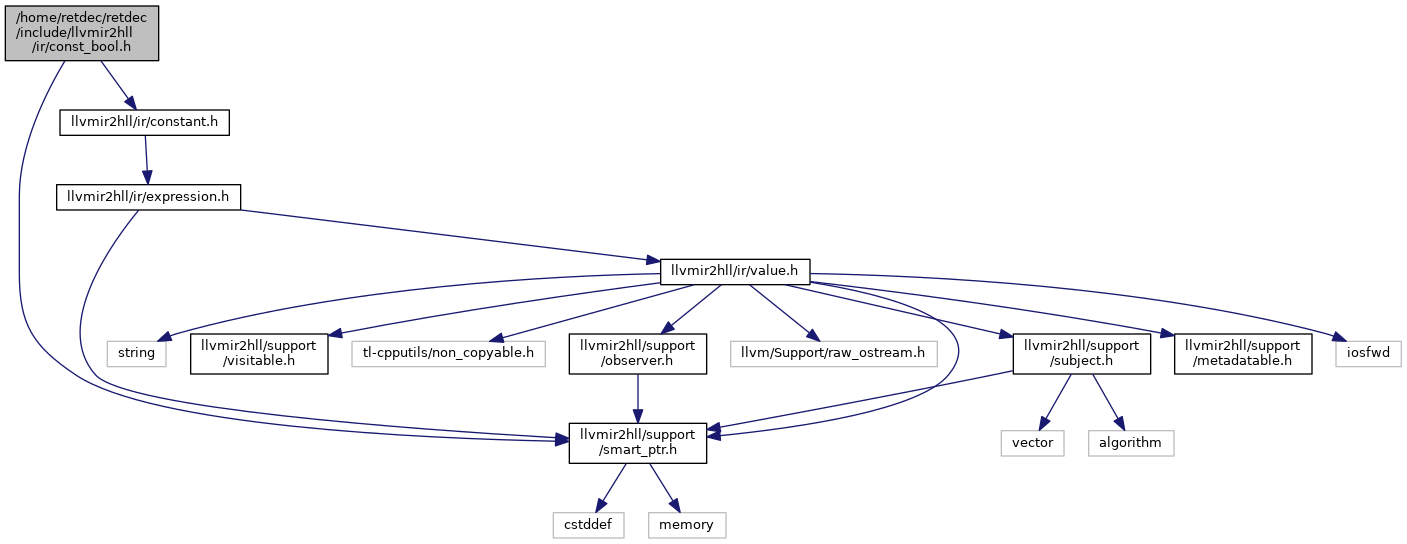 /home/retdec/retdec
/include/llvmir2hll
/ir/const_bool.h
llvmir2hll/ir/constant.h
llvmir2hll/ir/expression.h
llvmir2hll/ir/value.h
string
llvmir2hll/support
/visitable.h
tl-cpputils/non_copyable.h
llvmir2hll/support
/observer.h
llvm/Support/raw_ostream.h
llvmir2hll/support
/subject.h
llvmir2hll/support
/metadatable.h
iosfwd
llvmir2hll/support
/smart_ptr.h
vector
algorithm
cstddef
memory